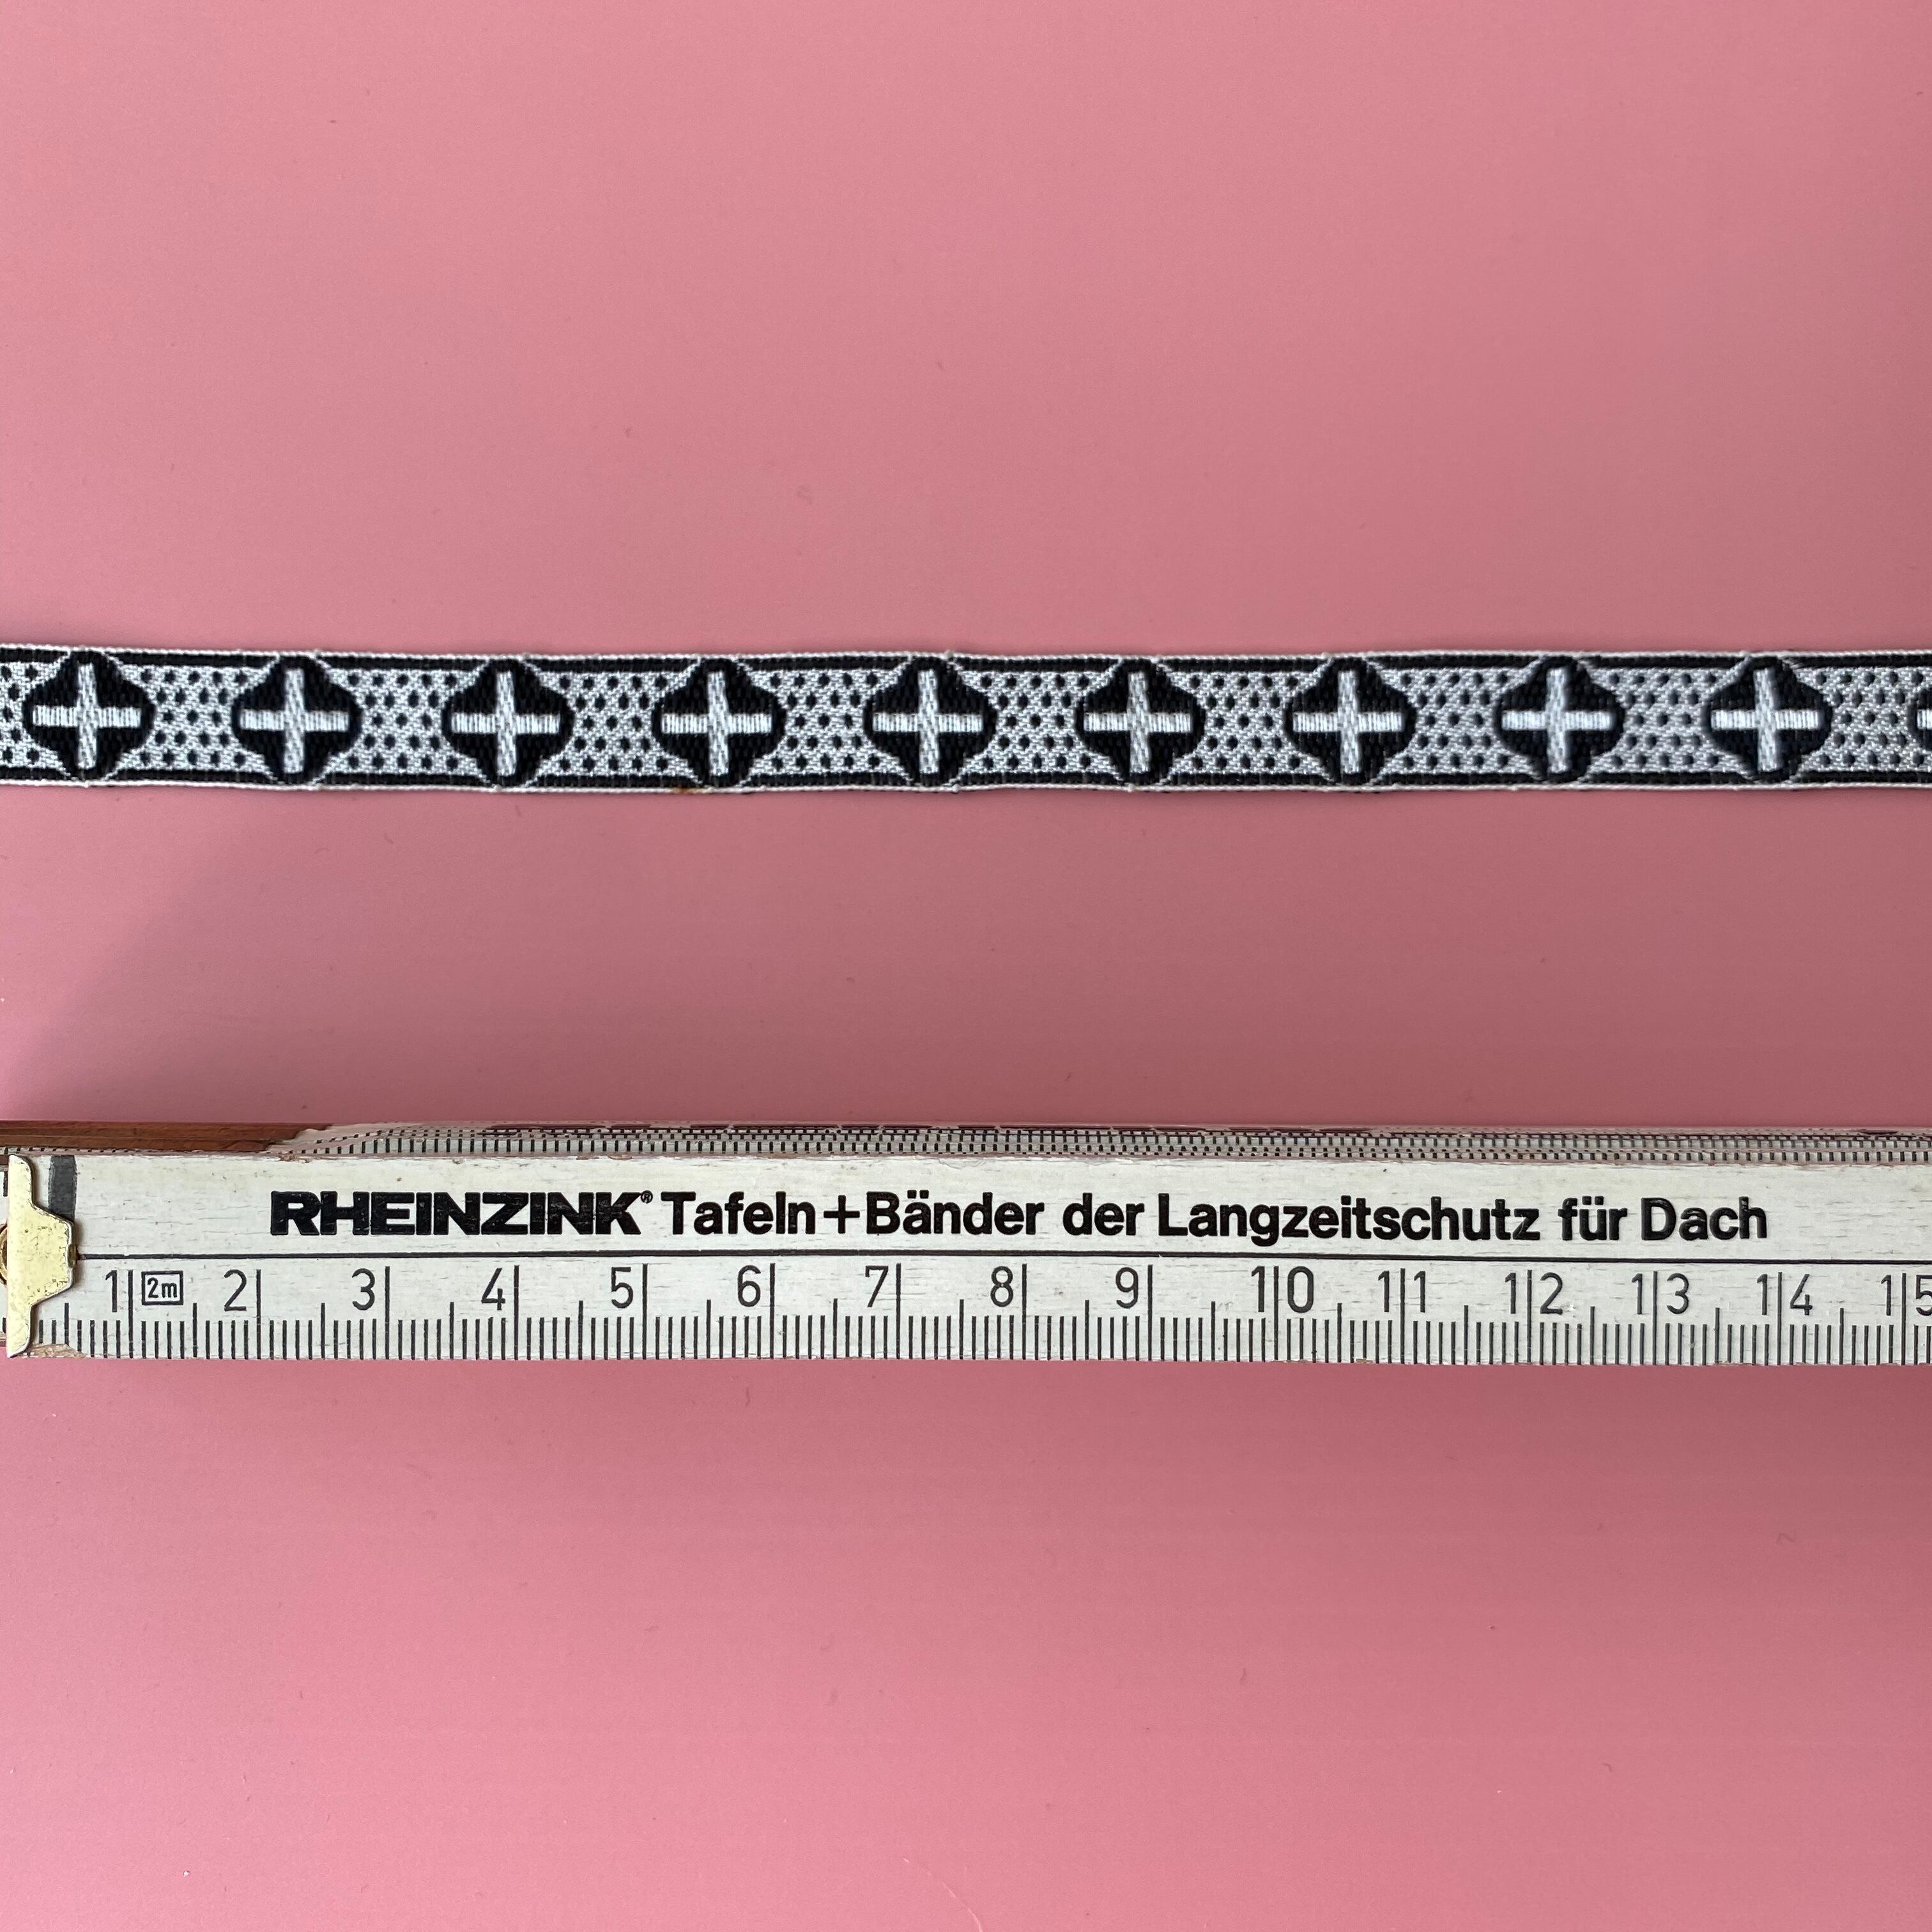 RHEINZINK® Tafeln+Bänder der Langzeitschutz für Dach
1 2m 2 3 4 5 6 7 8 9 10 11 12 13 14 15